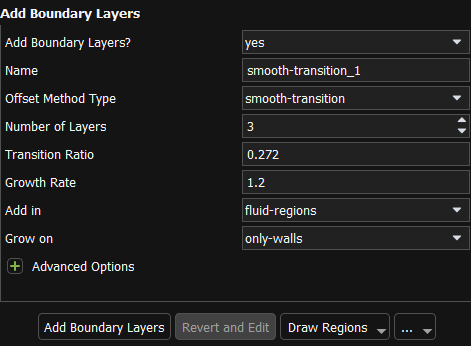 Add Boundary Layers
Add Boundary Layers? yes
Name smooth-transition_1
Offset Method Type smooth-transition
Number of Layers 3
Transition Ratio 0.272
Growth Rate 1.2
Add in fluid-regions
Grow on only-walls
Advanced Options
Add Boundary Layers Revert and Edit Draw Regions ...